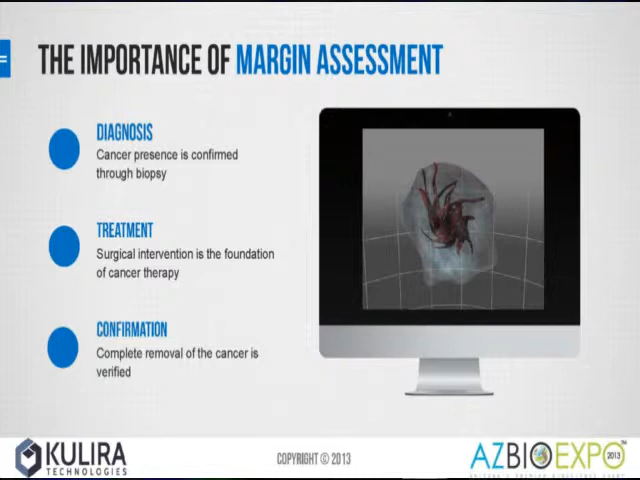 THE IMPORTANCE OF MARGIN ASSESSMENT
DIAGNOSIS
Cancer presence is confirmed
through biopsy
TREATMENT
Surgical intervention is the foundation
of cancer therapy
CONFIRMATION
Complete removal of the cancer is
verified
KULIRA
TECHNOLOGIES
COPYRIGHT © 2013
AZBIOEXPO™
2013